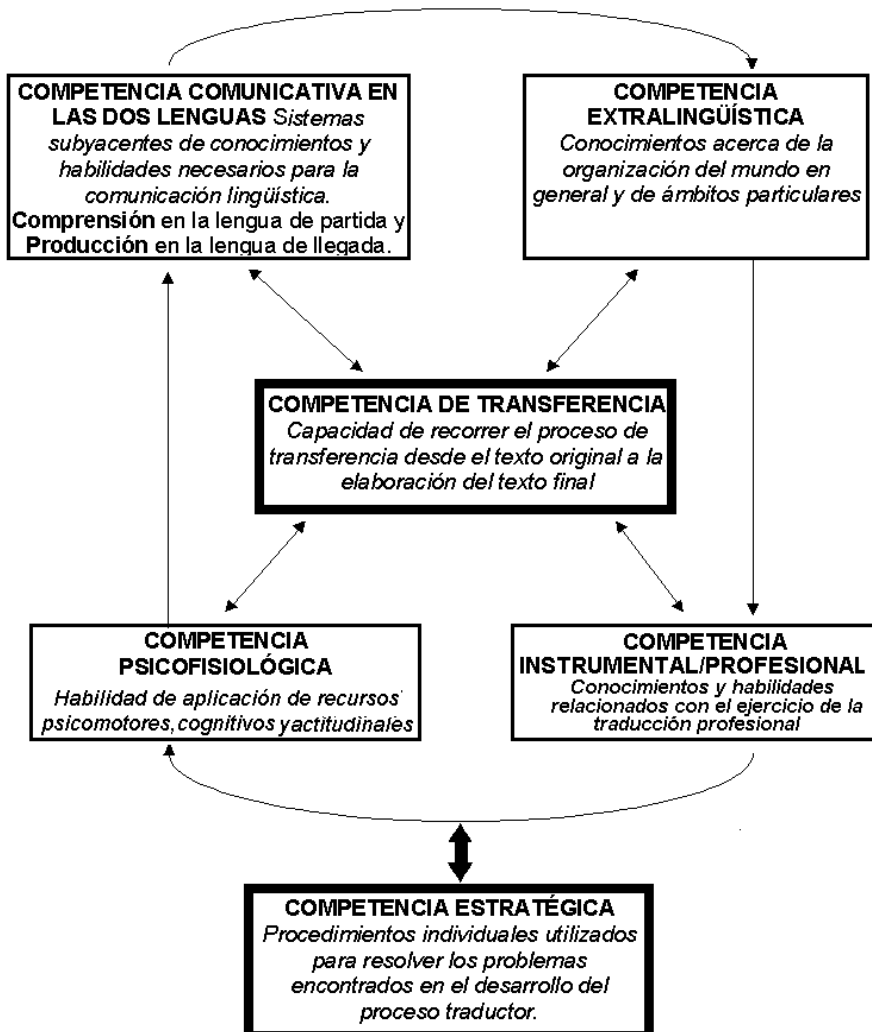 COMPETENCIA COMUNICATIVA EN
LAS DOS LENGUAS Sistemas
subyacentes de conocimientos y
habilidades necesarios para la
comunicación lingüística.
Comprensión en la lengua de partida y
Producción en la lengua de llegada.
COMPETENCIA
EXTRALINGÜÍSTICA
Conocimientos acerca de la
organización del mundo en
general y de ámbitos particulares
COMPETENCIA DE TRANSFERENCIA
Capacidad de recorrer el proceso de
transferencia desde el texto original a la
elaboración del texto final
COMPETENCIA
PSICOFISIOLÓGICA
Habilidad de aplicación de recursos
psicomotores, cognitivos yactitudinales
COMPETENCIA
INSTRUMENTAL/PROFESIONAL
Conocimientos y habilidades
relacionados con el ejercicio de la
traducción profesional
COMPETENCIA ESTRATÉGICA
Procedimientos individuales utilizados
para resolver los problemas
encontrados en el desarrollo del
proceso traductor.